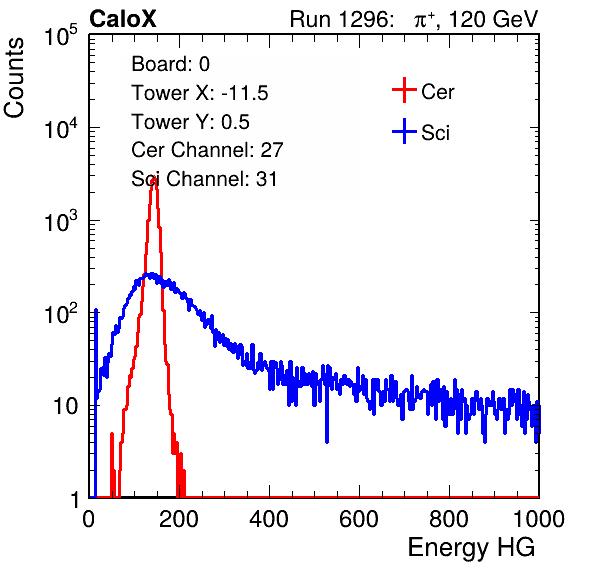 CaloX Run 1296: π⁺, 120 GeV
Counts
10⁵
10⁴
10³
10²
10
1
Board: 0
Tower X: -11.5
Tower Y: 0.5
Cer Channel: 27
Sci Channel: 31
Cer
Sci
0 200 400 600 800 1000
Energy HG